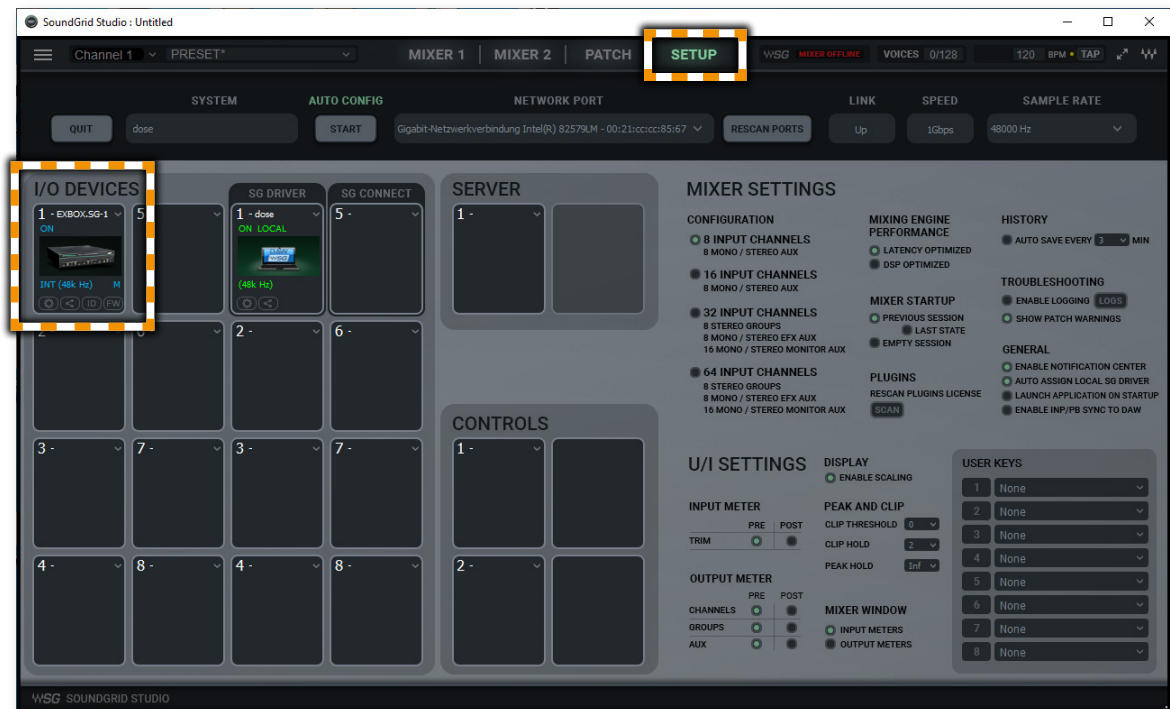 SoundGrid Studio : Untitled
Channel 1 PRESET* MIXER 1 MIXER 2 PATCH SETUP WSG MIXER OFFLINE VOICES 0/128 120 BPM TAP
SYSTEM AUTO CONFIG NETWORK PORT LINK SPEED SAMPLE RATE
QUIT dose START Gigabit-Netzwerkverbindung Intel(R) 82579LM - 00:21:cc:cc:85:67 RESCAN PORTS Up 1Gbps 48000 Hz
I/O DEVICES SG DRIVER SG CONNECT
1 - EXBOX.SG-1
ON
INT (48k Hz) M
ID FW
5
1 - dose
ON LOCAL
WSG
(48k Hz)
5 -
2 - 6 - 2 - 6 -
3 - 7 - 3 - 7 -
4 - 8 - 4 - 8 -
SERVER
1 -
CONTROLS
1 -
2 -
MIXER SETTINGS
CONFIGURATION
8 INPUT CHANNELS
8 MONO / STEREO AUX
16 INPUT CHANNELS
8 MONO / STEREO AUX
32 INPUT CHANNELS
8 STEREO GROUPS
8 MONO / STEREO EFX AUX
16 MONO / STEREO MONITOR AUX
64 INPUT CHANNELS
8 STEREO GROUPS
8 MONO / STEREO EFX AUX
16 MONO / STEREO MONITOR AUX
MIXING ENGINE
PERFORMANCE
LATENCY OPTIMIZED
DSP OPTIMIZED
MIXER STARTUP
PREVIOUS SESSION
LAST STATE
EMPTY SESSION
PLUGINS
RESCAN PLUGINS LICENSE
SCAN
HISTORY
AUTO SAVE EVERY 3 MIN
TROUBLESHOOTING
ENABLE LOGGING LOGS
SHOW PATCH WARNINGS
GENERAL
ENABLE NOTIFICATION CENTER
AUTO ASSIGN LOCAL SG DRIVER
LAUNCH APPLICATION ON STARTUP
ENABLE INP/PB SYNC TO DAW
U/I SETTINGS
INPUT METER
PRE POST
TRIM
OUTPUT METER
PRE POST
CHANNELS
GROUPS
AUX
DISPLAY
ENABLE SCALING
PEAK AND CLIP
CLIP THRESHOLD 0
CLIP HOLD 2
PEAK HOLD Inf
MIXER WINDOW
INPUT METERS
OUTPUT METERS
USER KEYS
1 None
2 None
3 None
4 None
5 None
6 None
7 None
8 None
WSG SOUNDGRID STUDIO